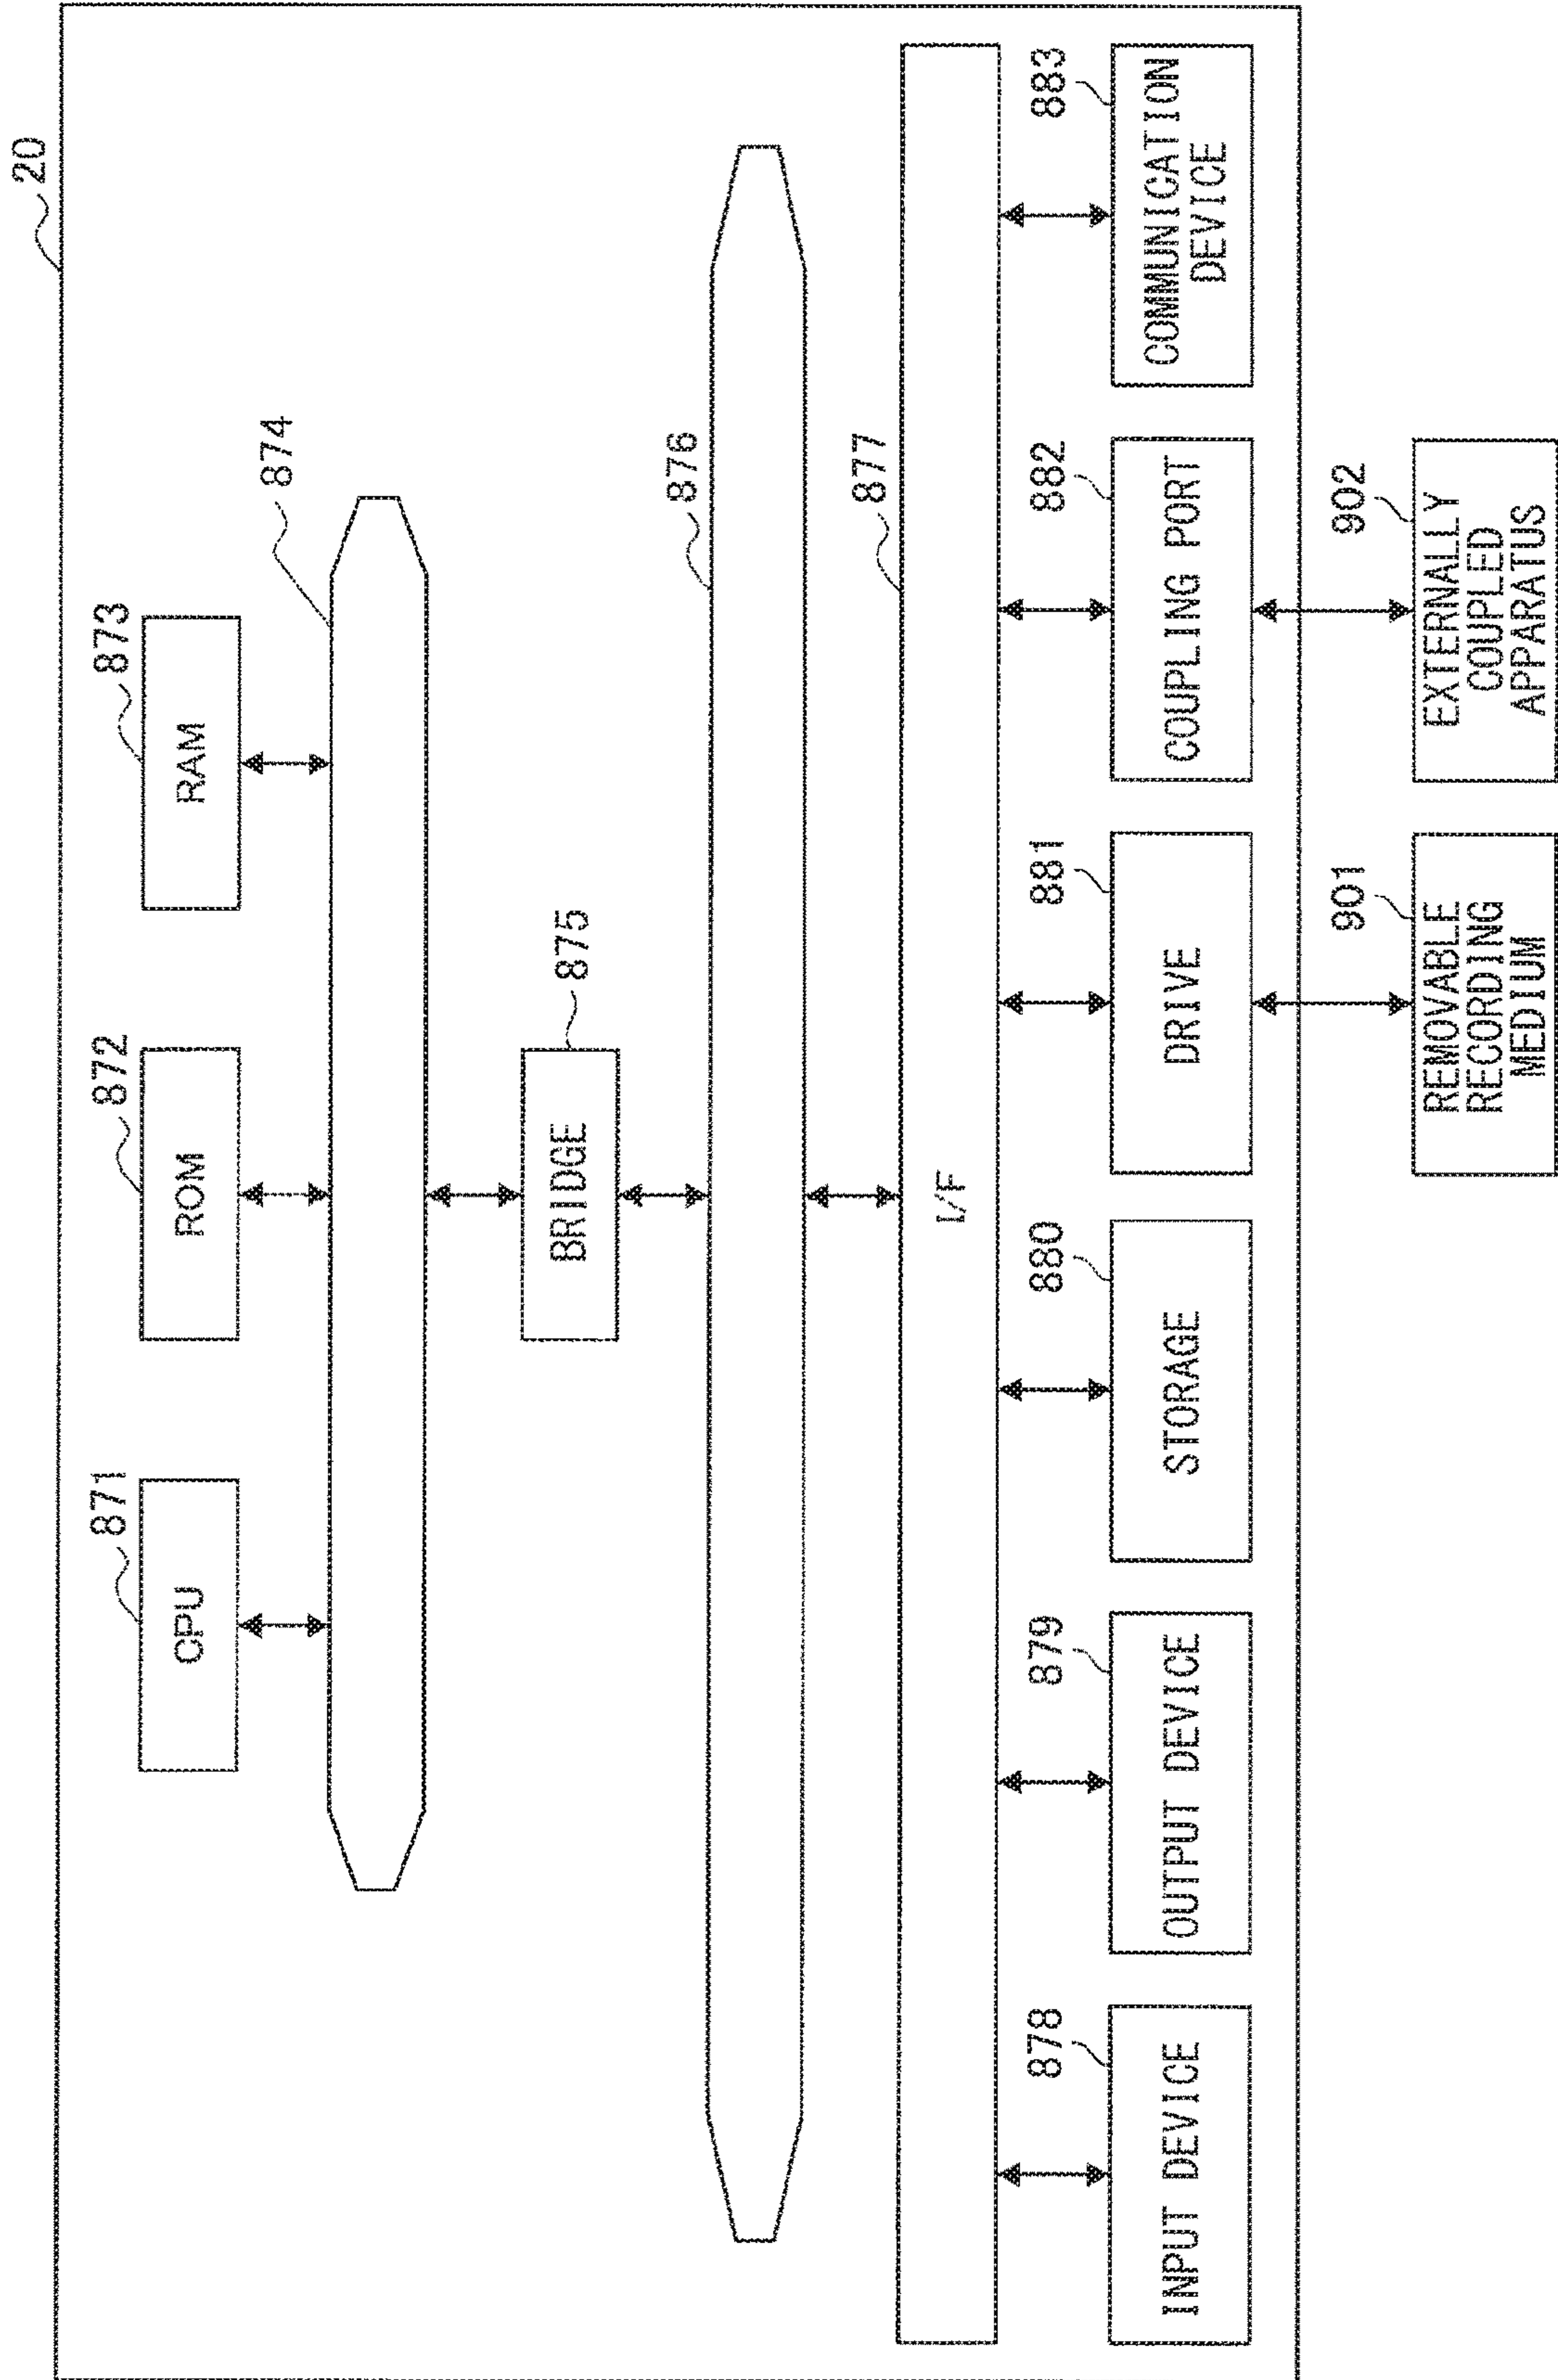 20
871
872
873
CPU
ROM
RAM
874
BRIDGE
875
876
877
I/F
878
879
880
881
882
883
INPUT DEVICE
OUTPUT DEVICE
STORAGE
DRIVE
COUPLING PORT
COMMUNICATION
DEVICE
901
902
REMOVABLE
RECORDING
MEDIUM
EXTERNALLY
COUPLED
APPARATUS